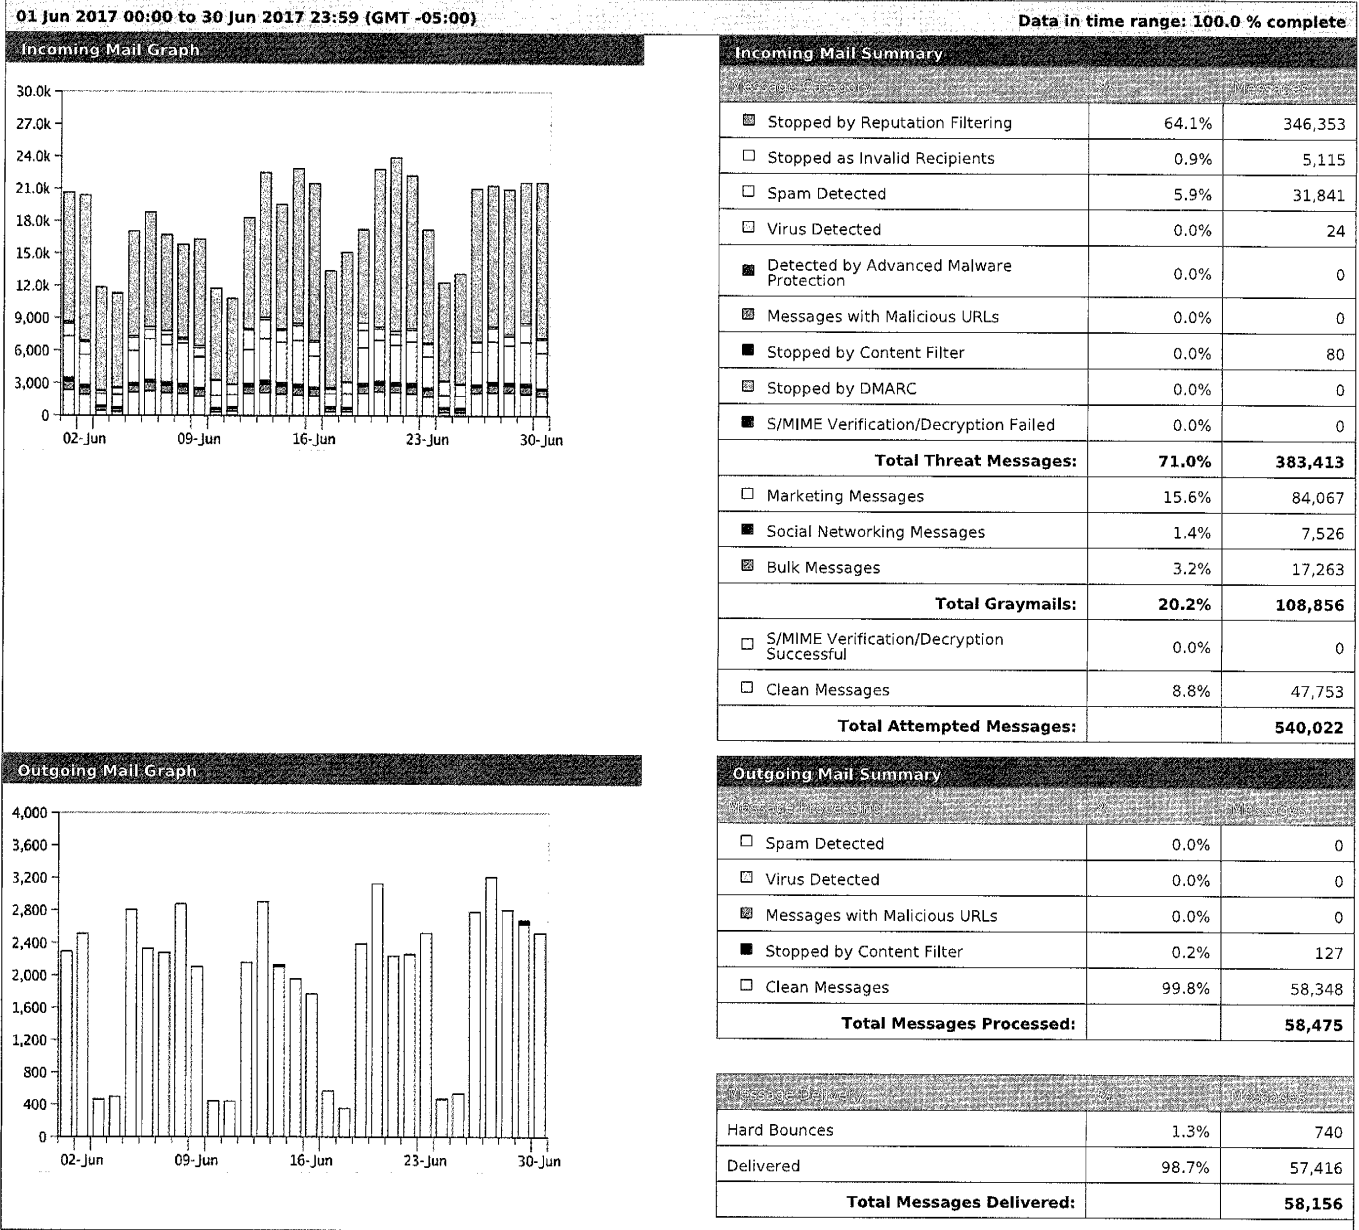 01 Jun 2017 00:00 to 30 Jun 2017 23:59 (GMT -05:00)
Data in time range: 100.0 % complete
Incoming Mail Graph
30.0k
27.0k
24.0k
21.0k
18.0k
15.0k
12.0k
9,000
6,000
3,000
0
02-Jun 09-Jun 16-Jun 23-Jun 30-Jun
Incoming Mail Summary
Message Category % Messages
Stopped by Reputation Filtering 64.1% 346,353
Stopped as Invalid Recipients 0.9% 5,115
Spam Detected 5.9% 31,841
Virus Detected 0.0% 24
Detected by Advanced Malware
Protection 0.0% 0
Messages with Malicious URLs 0.0% 0
Stopped by Content Filter 0.0% 80
Stopped by DMARC 0.0% 0
S/MIME Verification/Decryption Failed 0.0% 0
Total Threat Messages: 71.0% 383,413
Marketing Messages 15.6% 84,067
Social Networking Messages 1.4% 7,526
Bulk Messages 3.2% 17,263
Total Graymails: 20.2% 108,856
S/MIME Verification/Decryption
Successful 0.0% 0
Clean Messages 8.8% 47,753
Total Attempted Messages: 540,022
Outgoing Mail Graph
4,000
3,600
3,200
2,800
2,400
2,000
1,600
1,200
800
400
0
02-Jun 09-Jun 16-Jun 23-Jun 30-Jun
Outgoing Mail Summary
Message Processing % Messages
Spam Detected 0.0% 0
Virus Detected 0.0% 0
Messages with Malicious URLs 0.0% 0
Stopped by Content Filter 0.2% 127
Clean Messages 99.8% 58,348
Total Messages Processed: 58,475
Message Delivery % Messages
Hard Bounces 1.3% 740
Delivered 98.7% 57,416
Total Messages Delivered: 58,156